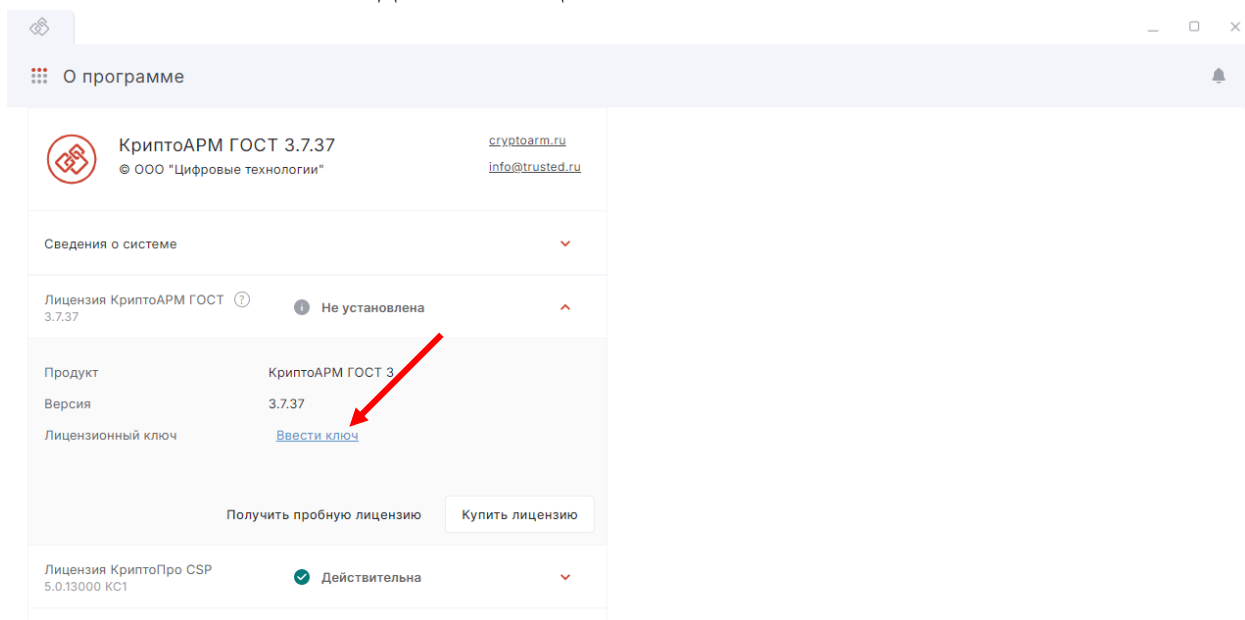 О программе
КриптоАРМ ГОСТ 3.7.37
cryptoarm.ru
© ООО "Цифровые технологии"
info@trusted.ru
Сведения о системе
Лицензия КриптоАРМ ГОСТ ?
3.7.37
Не установлена
Продукт КриптоАРМ ГОСТ 3
Версия 3.7.37
Лицензионный ключ Ввести ключ
Получить пробную лицензию Купить лицензию
Лицензия КриптоПро CSP
5.0.13000 КС1
Действительна